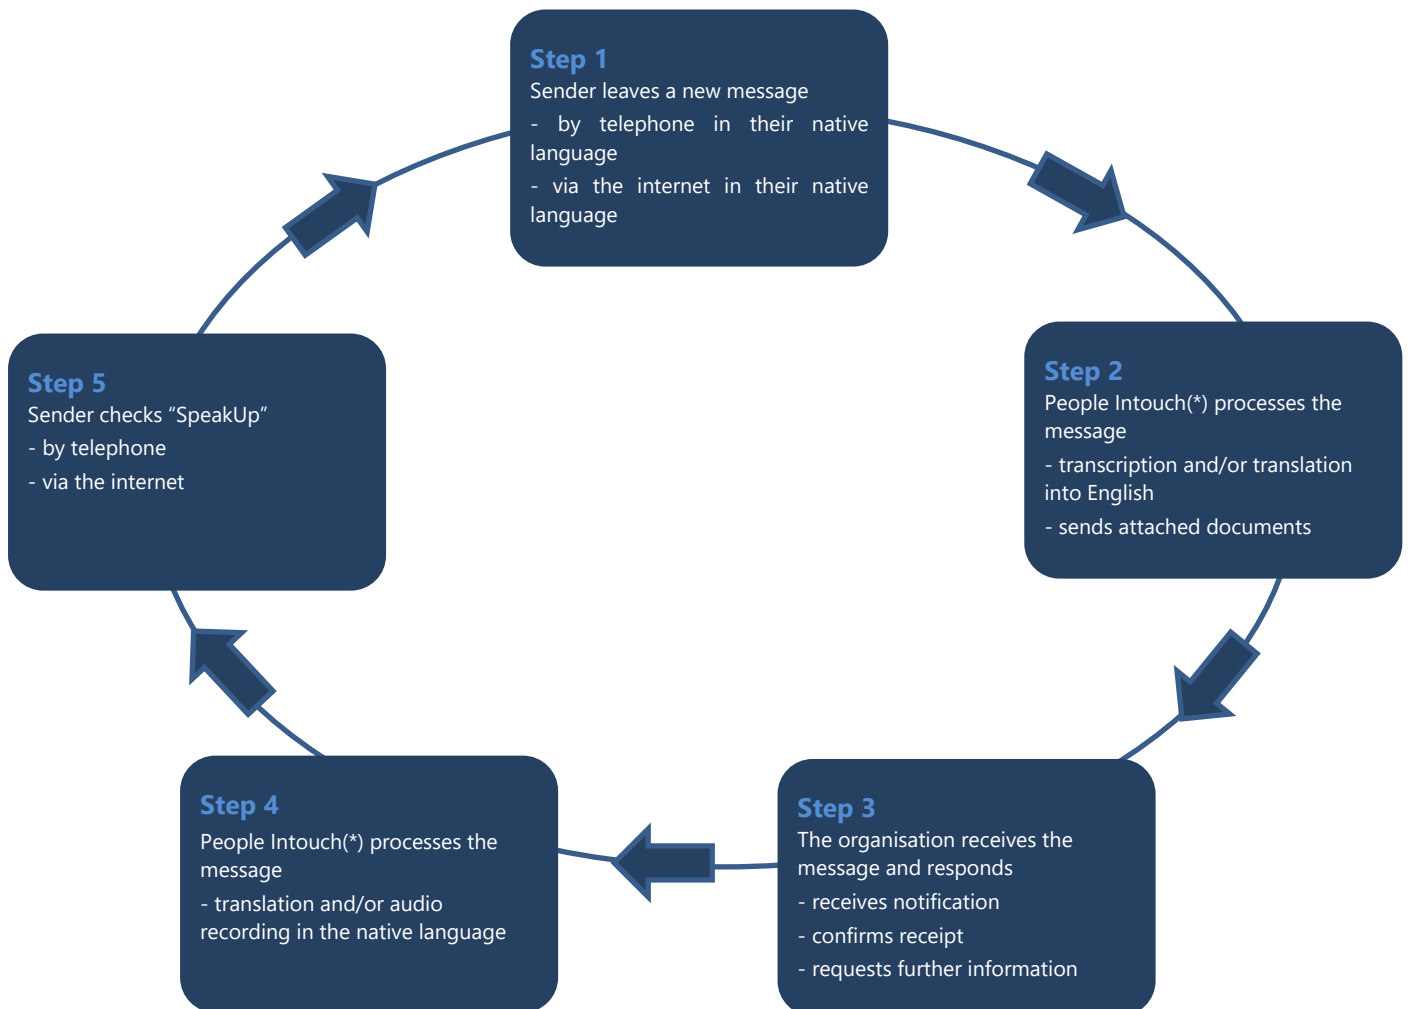 Step 1
Sender leaves a new message
- by telephone in their native
language
- via the internet in their native
language
Step 2
People Intouch(*) processes the
message
- transcription and/or translation
into English
- sends attached documents
Step 3
The organisation receives the
message and responds
- receives notification
- confirms receipt
- requests further information
Step 4
People Intouch(*) processes the
message
- translation and/or audio
recording in the native language
Step 5
Sender checks “SpeakUp”
- by telephone
- via the internet